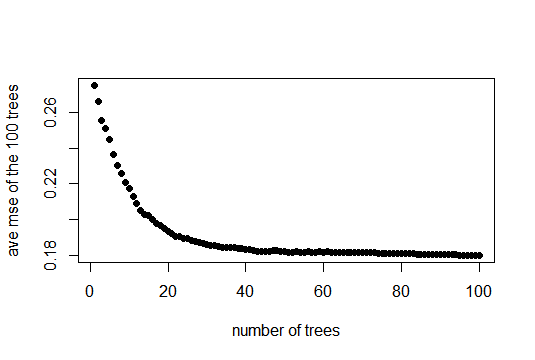 ave mse of the 100 trees
0.26
0.22
0.18
0 20 40 60 80 100
number of trees